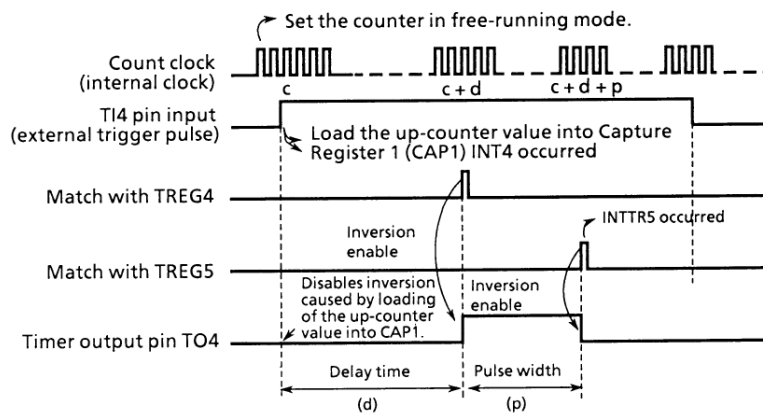 Set the counter in free-running mode.
Count clock
(internal clock)
c
c + d
c + d + p
TI4 pin input
(external trigger pulse)
Load the up-counter value into Capture
Register 1 (CAP1) INT4 occurred
Match with TREG4
INTTR5 occurred
Inversion
enable
Match with TREG5
Disables inversion
caused by loading
of the up-counter
value into CAP1.
Inversion
enable
Timer output pin TO4
Delay time
Pulse width
(d)
(p)